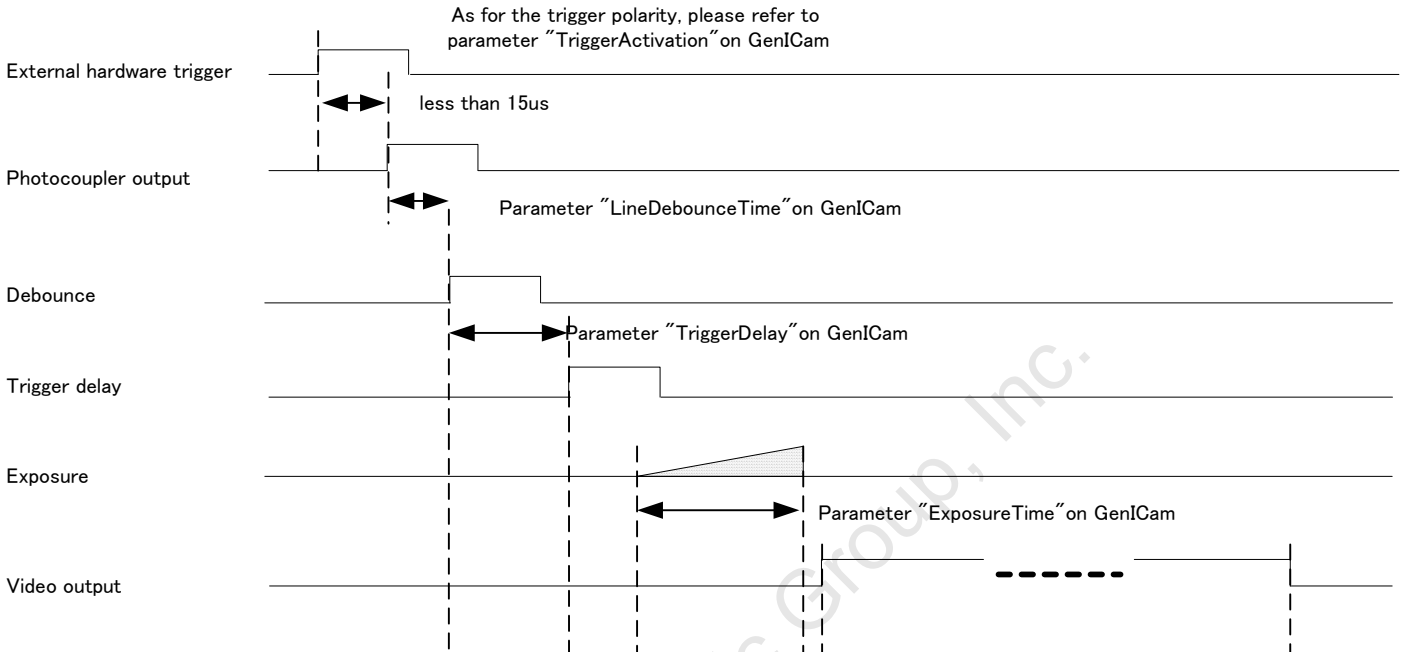 As for the trigger polarity, please refer to
parameter "TriggerActivation"on GenICam
External hardware trigger
less than 15us
Photocoupler output
Parameter "LineDebounceTime"on GenICam
Debounce
Parameter "TriggerDelay"on GenICam
Trigger delay
Exposure
Parameter "ExposureTime"on GenICam
Video output
Group, Inc.